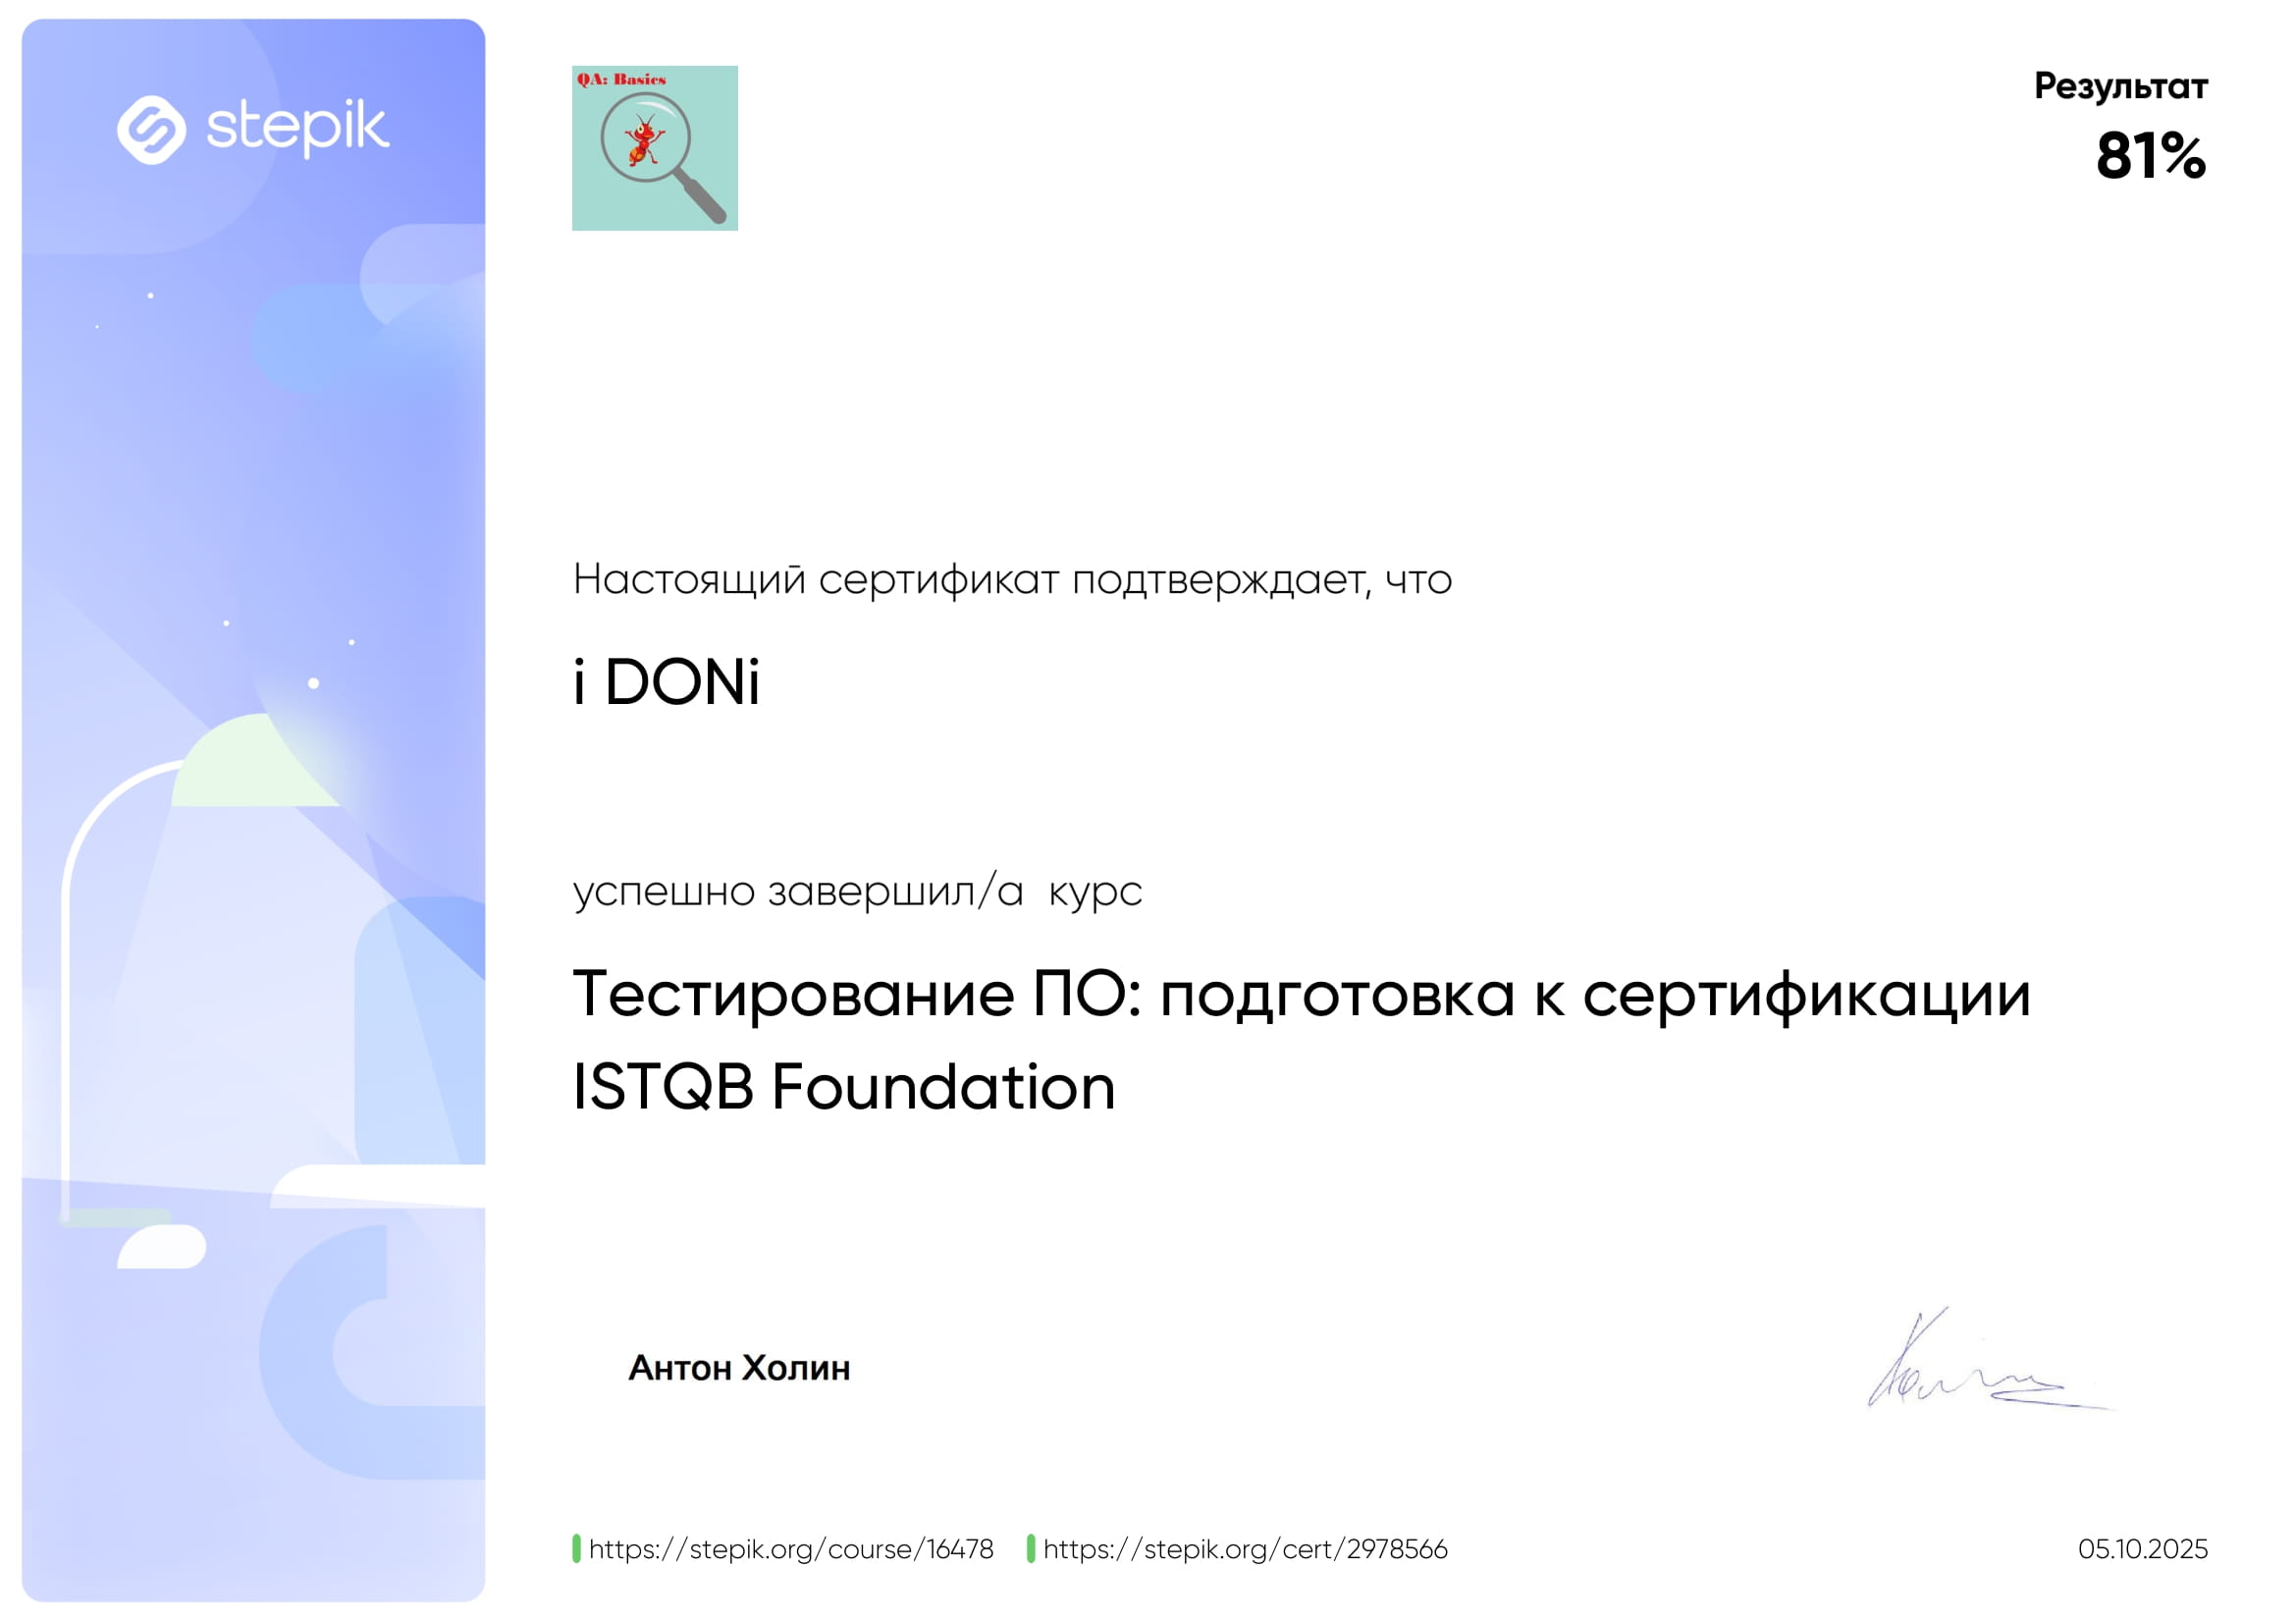 stepik
QA: Basics
Результат
81%
Настоящий сертификат подтверждает, что
i DONi
успешно завершил/а курс
Тестирование ПО: подготовка к сертификации
ISTQB Foundation
Антон Холин
https://stepik.org/course/16478 https://stepik.org/cert/2978566
05.10.2025